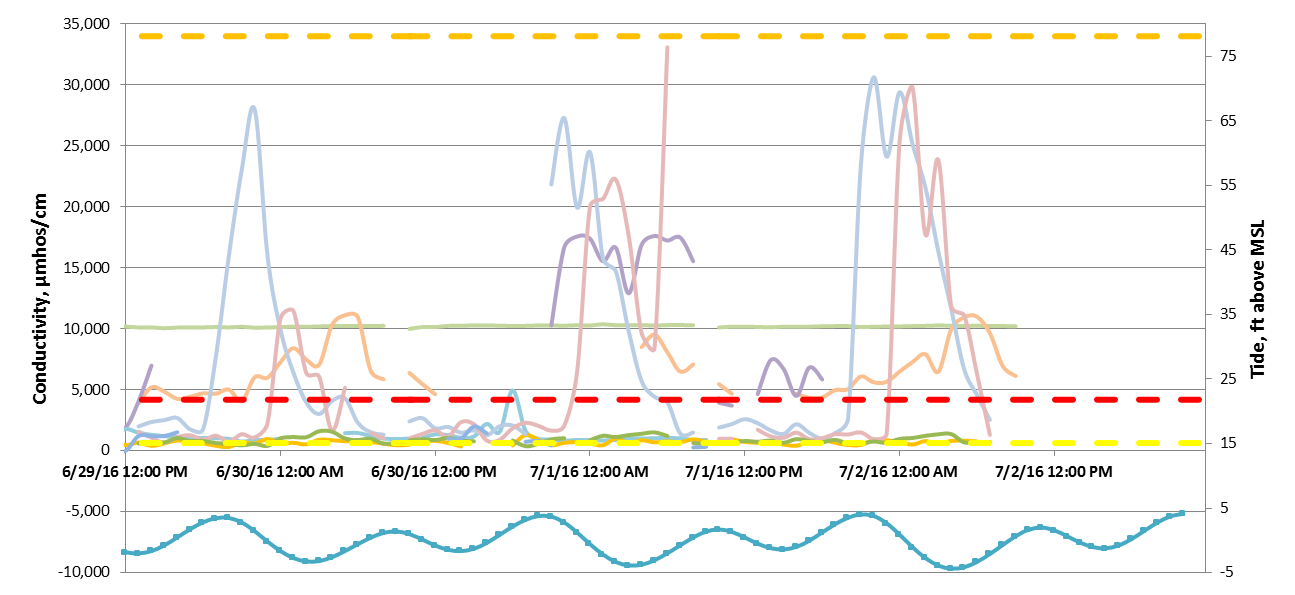 35,000
30,000
25,000
20,000
15,000
10,000
5,000
0
-5,000
-10,000
Conductivity, µmhos/cm
6/29/16 12:00 PM
6/30/16 12:00 AM
6/30/16 12:00 PM
7/1/16 12:00 AM
7/1/16 12:00 PM
7/2/16 12:00 AM
7/2/16 12:00 PM
75
65
55
45
35
25
15
5
-5
Tide, ft above MSL